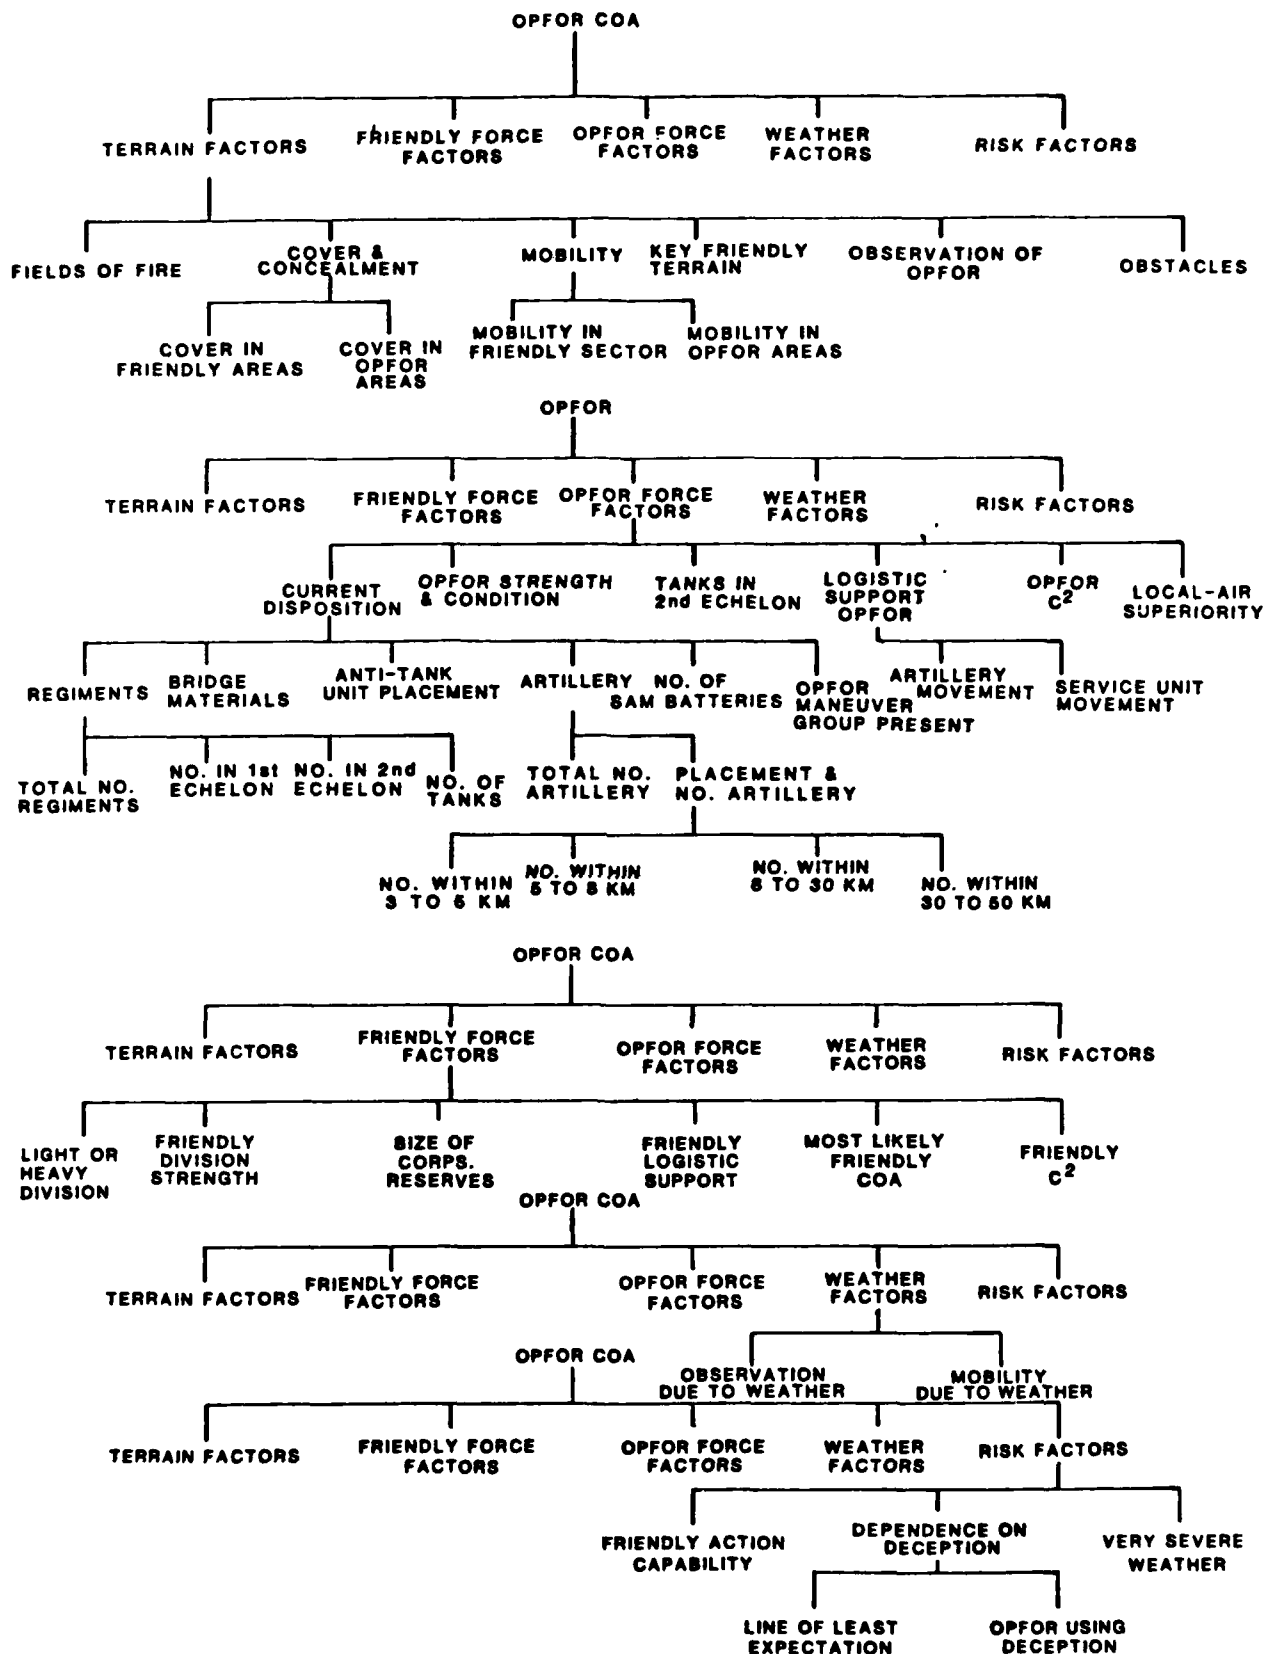 OPFOR COA
TERRAIN FACTORS
FRIENDLY FORCE
FACTORS
OPFOR FORCE
FACTORS
WEATHER
FACTORS
RISK FACTORS
FIELDS OF FIRE
COVER &
CONCEALMENT
MOBILITY
KEY FRIENDLY
TERRAIN
OBSERVATION OF
OPFOR
OBSTACLES
COVER IN
FRIENDLY AREAS
COVER IN
OPFOR
AREAS
MOBILITY IN
FRIENDLY SECTOR
MOBILITY IN
OPFOR AREAS
OPFOR
TERRAIN FACTORS
FRIENDLY FORCE
FACTORS
OPFOR FORCE
FACTORS
WEATHER
FACTORS
RISK FACTORS
CURRENT
DISPOSITION
OPFOR STRENGTH
& CONDITION
TANKS IN
2nd ECHELON
LOGISTIC
SUPPORT
OPFOR
OPFOR
C²
LOCAL-AIR
SUPERIORITY
REGIMENTS
BRIDGE
MATERIALS
ANTI-TANK
UNIT PLACEMENT
ARTILLERY
NO. OF
SAM BATTERIES
OPFOR
MANEUVER
GROUP PRESENT
ARTILLERY
MOVEMENT
SERVICE UNIT
MOVEMENT
TOTAL NO.
REGIMENTS
NO. IN 1st
ECHELON
NO. IN 2nd
ECHELON
NO. OF
TANKS
TOTAL NO.
ARTILLERY
PLACEMENT &
NO. ARTILLERY
NO. WITHIN
3 TO 5 KM
NO. WITHIN
5 TO 8 KM
NO. WITHIN
8 TO 30 KM
NO. WITHIN
30 TO 50 KM
OPFOR COA
TERRAIN FACTORS
FRIENDLY FORCE
FACTORS
OPFOR FORCE
FACTORS
WEATHER
FACTORS
RISK FACTORS
LIGHT OR
HEAVY
DIVISION
FRIENDLY
DIVISION
STRENGTH
SIZE OF
CORPS.
RESERVES
FRIENDLY
LOGISTIC
SUPPORT
MOST LIKELY
FRIENDLY
COA
FRIENDLY
C²
OPFOR COA
TERRAIN FACTORS
FRIENDLY FORCE
FACTORS
OPFOR FORCE
FACTORS
WEATHER
FACTORS
RISK FACTORS
OBSERVATION
DUE TO WEATHER
MOBILITY
DUE TO WEATHER
OPFOR COA
TERRAIN FACTORS
FRIENDLY FORCE
FACTORS
OPFOR FORCE
FACTORS
WEATHER
FACTORS
RISK FACTORS
FRIENDLY ACTION
CAPABILITY
DEPENDENCE ON
DECEPTION
VERY SEVERE
WEATHER
LINE OF LEAST
EXPECTATION
OPFOR USING
DECEPTION